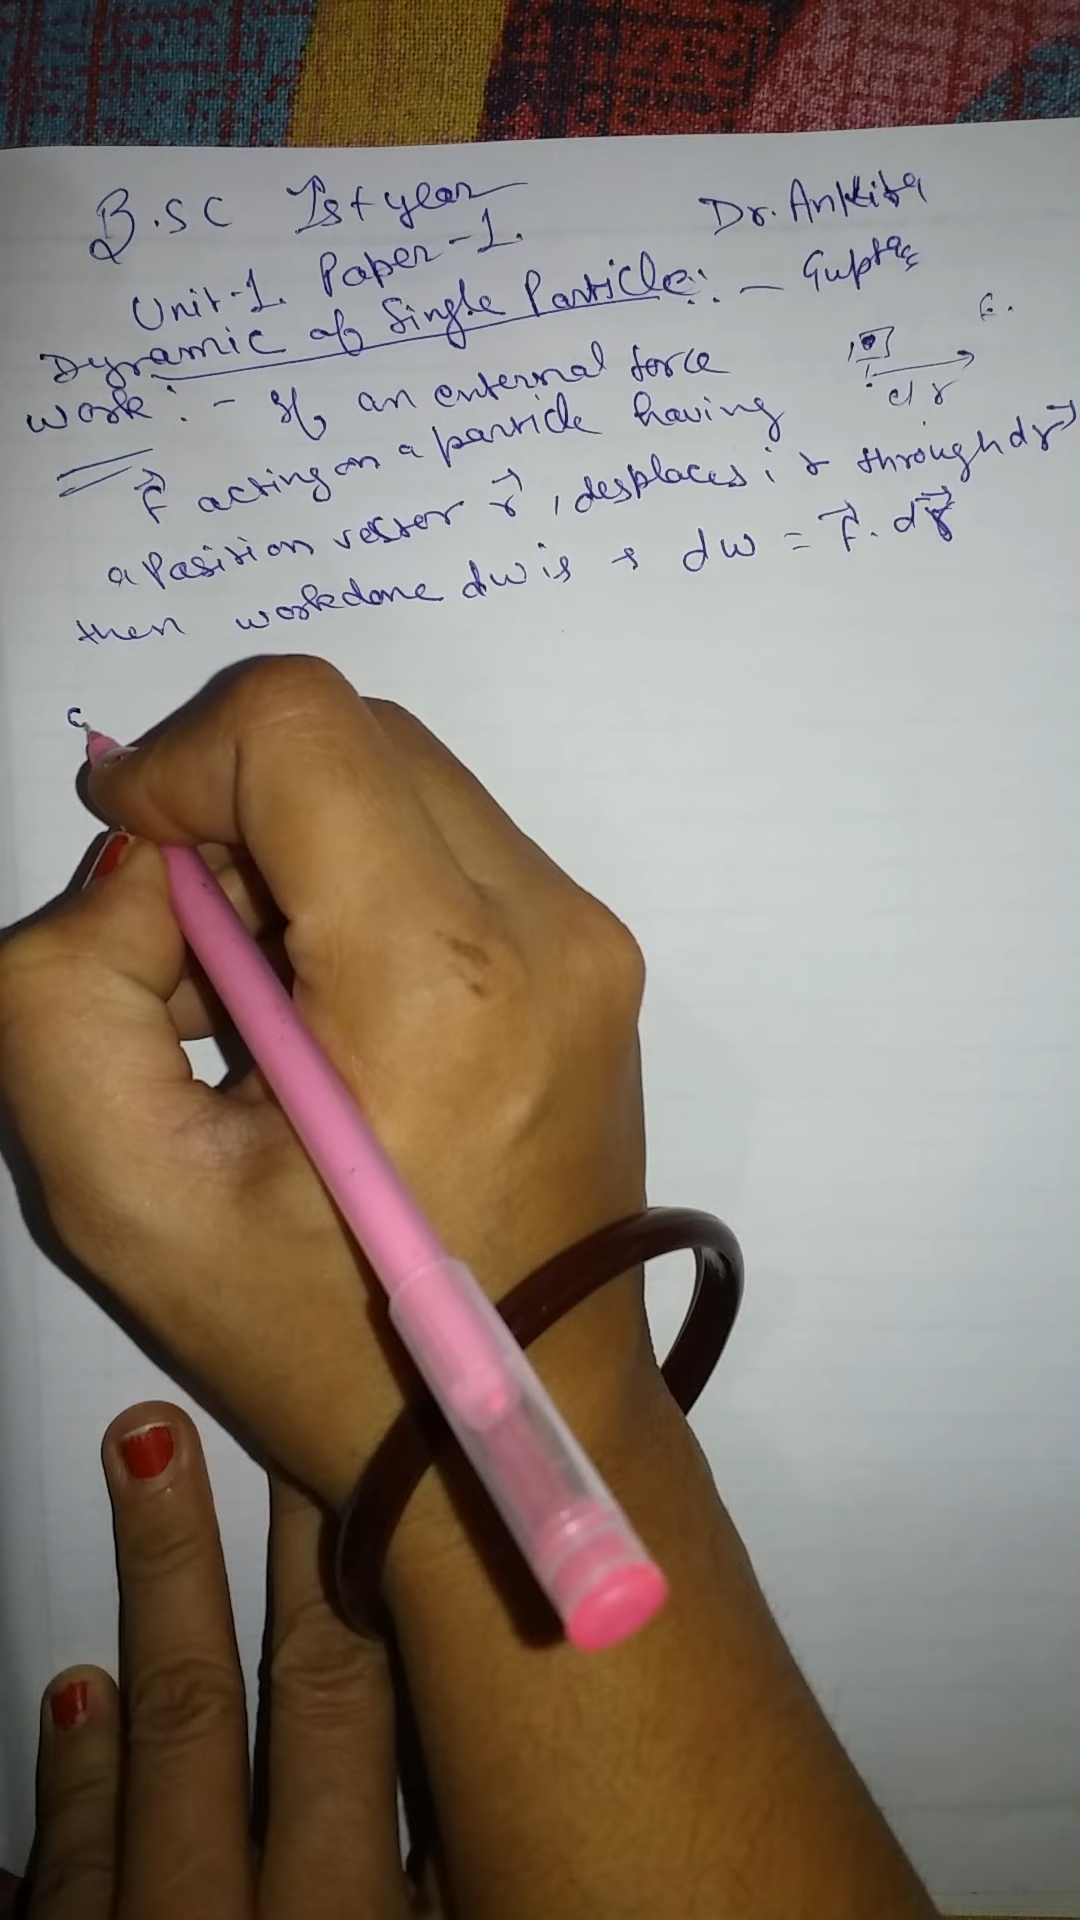 B.SC Ist year
Dr. Ankita
Unit-1. Paper-1.
Gupta
Dynamic of Single Particle:-
F.
dr
work :- If an external force
F⃗ acting on a particle having
a Position vector r⃗, desplaces it through dr⃗
then workdone dw is → dw = F⃗. dr⃗